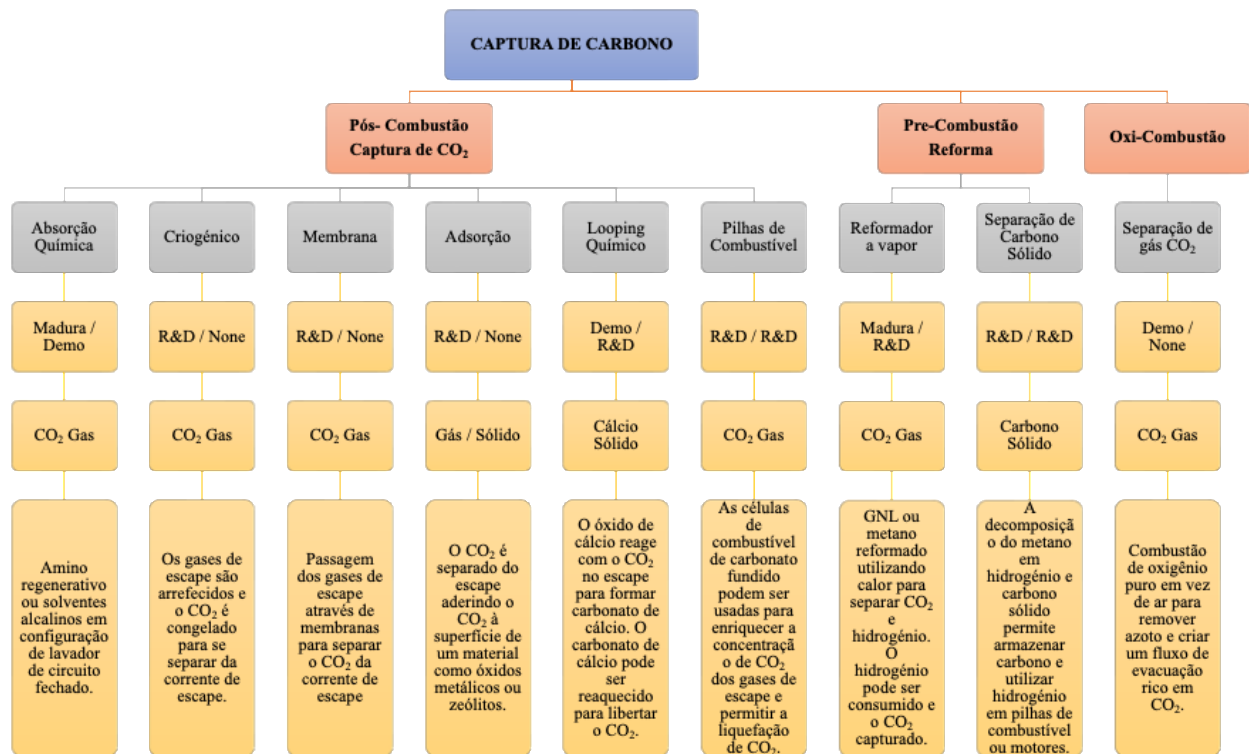 CAPTURA DE CARBONO
Pós- Combustão
Captura de CO₂
Pre-Combustão
Reforma
Oxi-Combustão
Absorção
Química
Criogénico
Membrana
Adsorção
Looping
Químico
Pilhas de
Combustível
Reformador
a vapor
Separação de
Carbono
Sólido
Separação de
gás CO₂
Madura /
Demo
R&D / None
R&D / None
R&D / None
Demo /
R&D
R&D / R&D
Madura /
R&D
R&D / R&D
Demo /
None
CO₂ Gas
CO₂ Gas
CO₂ Gas
Gás / Sólido
Cálcio
Sólido
CO₂ Gas
CO₂ Gas
Carbono
Sólido
CO₂ Gas
Amino
regenerativo
ou solventes
alcalinos em
configuração
de lavador
de circuito
fechado.
Os gases de
escape são
arrefecidos e
o CO₂ é
congelado
para se
separar da
corrente de
escape.
Passagem
dos gases de
escape
através de
membranas
para separar
o CO₂ da
corrente de
escape
O CO₂ é
separado do
escape
aderindo o
CO₂ à
superfície de
um material
como óxidos
metálicos ou
zeólitos.
O óxido de
cálcio reage
com o CO₂
no escape
para formar
carbonato de
cálcio. O
carbonato de
cálcio pode
ser
reaquecido
para libertar
o CO₂.
As células
de
combustível
de carbonato
fundido
podem ser
usadas para
enriquecer a
concentraçã
o de CO₂
dos gases de
escape e
permitir a
liquefação
de CO₂.
GNL ou
metano
reformado
utilizando
calor para
separar CO₂
e
hidrogénio.
O
hidrogénio
pode ser
consumido e
o CO₂
capturado.
A
decomposiçã
o do metano
em
hidrogénio e
carbono
sólido
permite
armazenar
carbono e
utilizar
hidrogénio
em pilhas de
combustível
ou motores.
Combustão
de oxigênio
puro em vez
de ar para
remover
azoto e criar
um fluxo de
evacuação
rico em
CO₂.